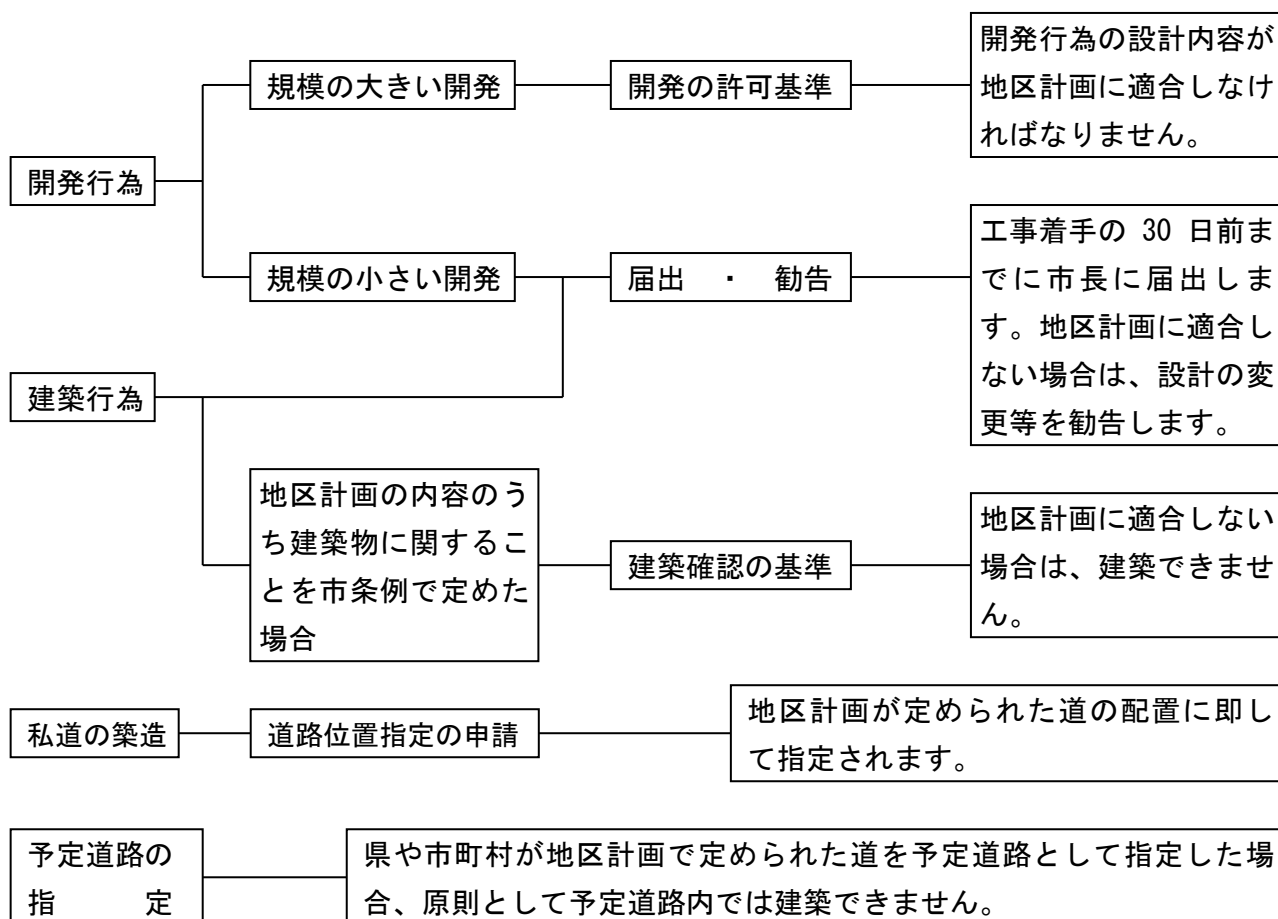 開発行為
規模の大きい開発
開発の許可基準
開発行為の設計内容が
地区計画に適合しなけ
ればなりません。
規模の小さい開発
届出　・　勧告
工事着手の 30 日前ま
でに市長に届出しま
す。地区計画に適合し
ない場合は、設計の変
更等を勧告します。
建築行為
地区計画の内容のう
ち建築物に関するこ
とを市条例で定めた
場合
建築確認の基準
地区計画に適合しない
場合は、建築できませ
ん。
私道の築造
道路位置指定の申請
地区計画が定められた道の配置に即し
て指定されます。
予定道路の
指　　　定
県や市町村が地区計画で定められた道を予定道路として指定した場
合、原則として予定道路内では建築できません。